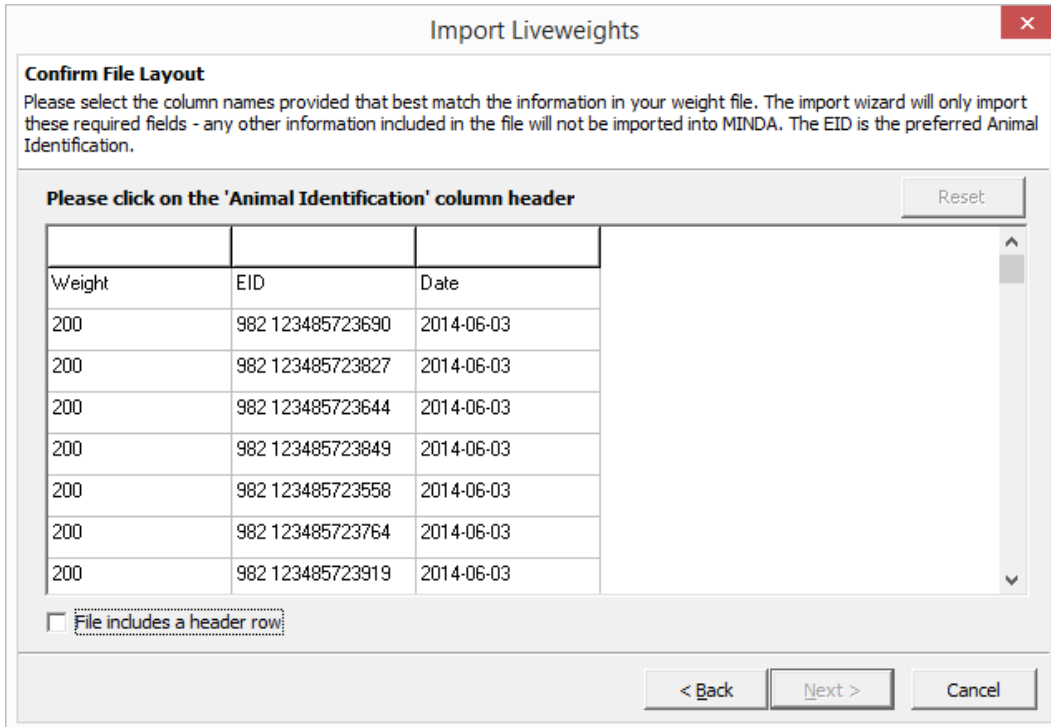 Import Liveweights
Confirm File Layout
Please select the column names provided that best match the information in your weight file. The import wizard will only import
these required fields - any other information included in the file will not be imported into MINDA. The EID is the preferred Animal
Identification.
Please click on the 'Animal Identification' column header
Reset
Weight EID Date
200 982 123485723690 2014-06-03
200 982 123485723827 2014-06-03
200 982 123485723644 2014-06-03
200 982 123485723849 2014-06-03
200 982 123485723558 2014-06-03
200 982 123485723764 2014-06-03
200 982 123485723919 2014-06-03
File includes a header row
< Back Next > Cancel